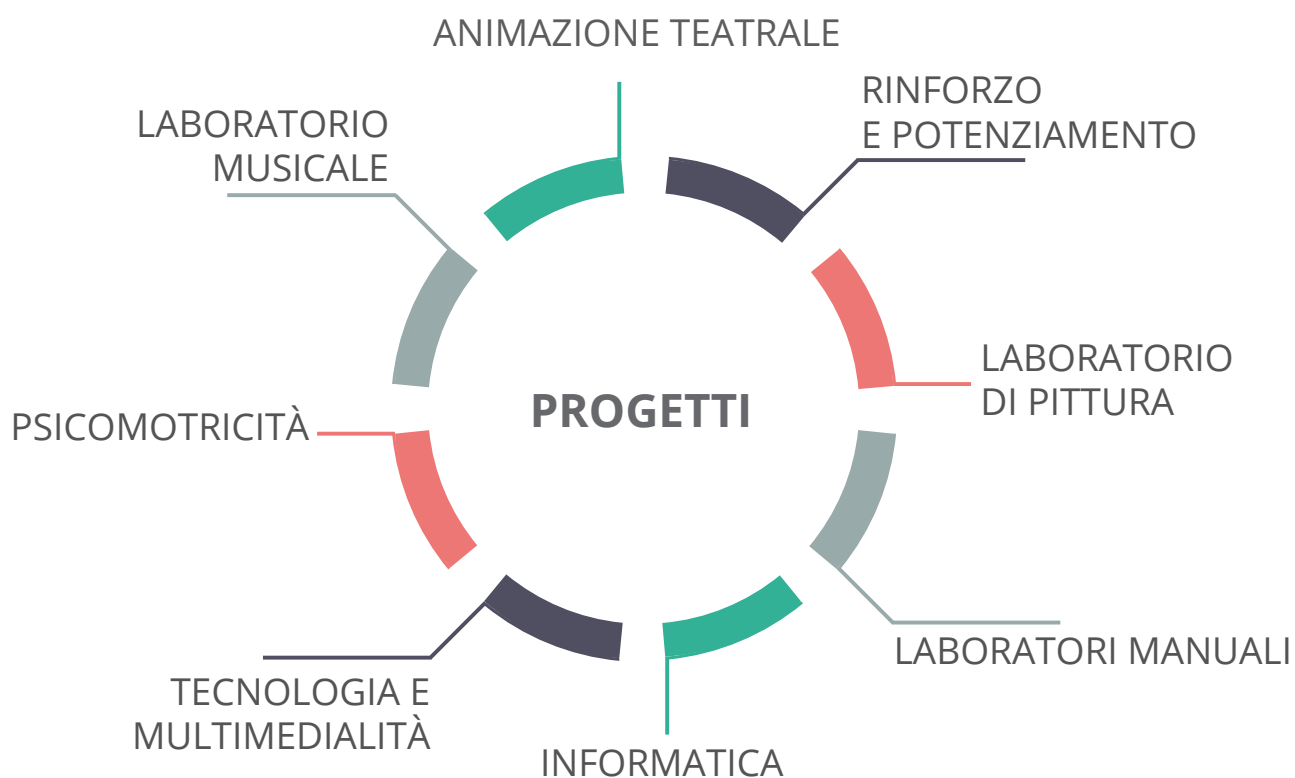 ANIMAZIONE TEATRALE
RINFORZO
E POTENZIAMENTO
LABORATORIO
MUSICALE
LABORATORIO
DI PITTURA
PROGETTI
PSICOMOTRICITÀ
LABORATORI MANUALI
TECNOLOGIA E
MULTIMEDIALITÀ
INFORMATICA